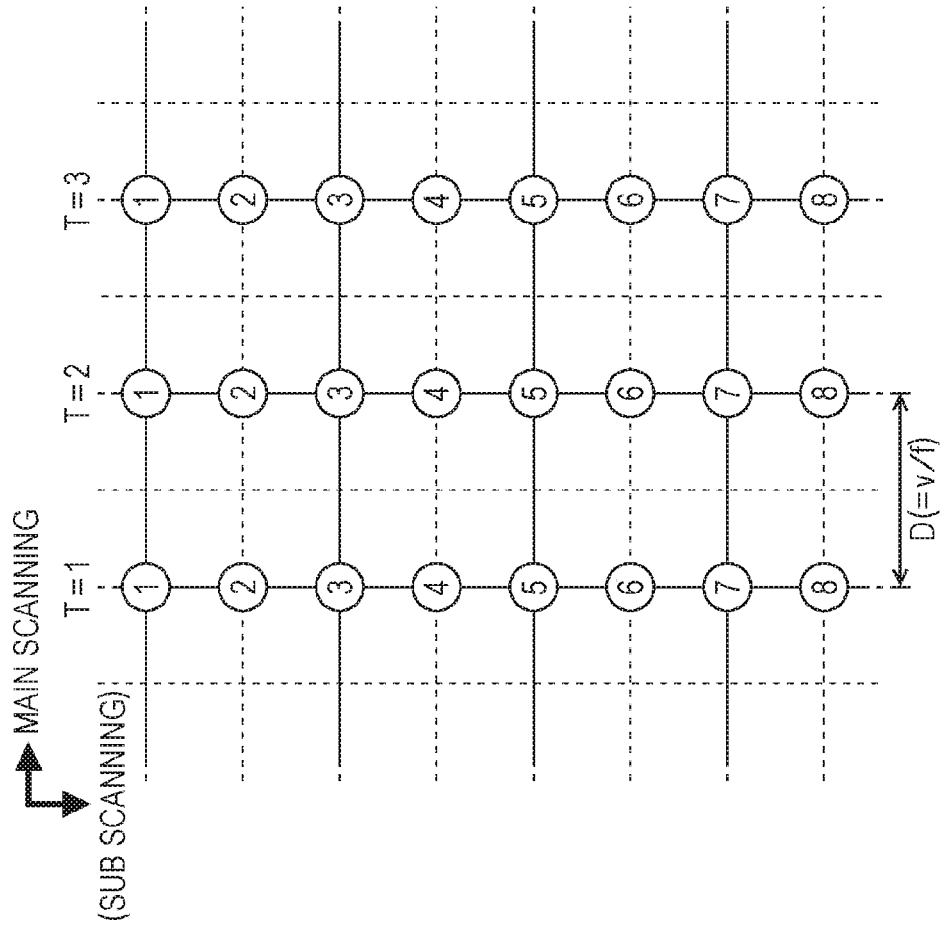 MAIN SCANNING
(SUB SCANNING)
T=1 T=2 T=3
1 1 1
2 2 2
3 3 3
4 4 4
5 5 5
6 6 6
7 7 7
8 8 8
D(=v/f)